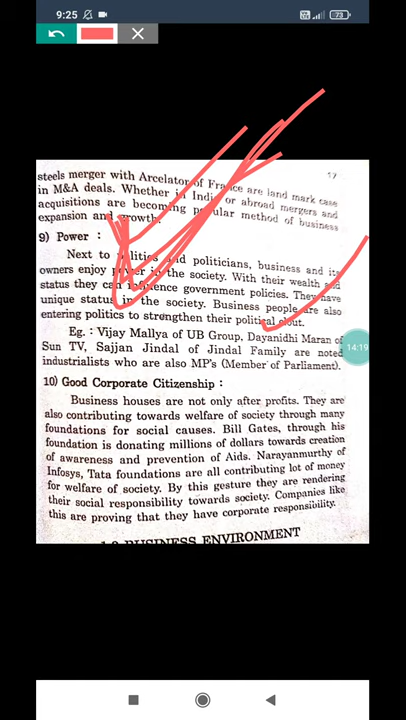 9:25
73
17
steels merger with Arcelator of France are land mark case
in M&A deals. Whether in India or abroad mergers and
acquisitions are becoming popular method of business
expansion and growth.
9) Power :
Next to politics and politicians, business and its
owners enjoy power in the society. With their wealth and
status they can influence government policies. They have
unique status in the society. Business people are also
entering politics to strengthen their political clout.
Eg. : Vijay Mallya of UB Group, Dayanidhi Maran of
Sun TV, Sajjan Jindal of Jindal Family are noted
industrialists who are also MP's (Member of Parliament).
14:19
10) Good Corporate Citizenship :
Business houses are not only after profits. They are
also contributing towards welfare of society through many
foundations for social causes. Bill Gates, through his
foundation is donating millions of dollars towards creation
of awareness and prevention of Aids. Narayanmurthy of
Infosys, Tata foundations are all contributing lot of money
for welfare of society. By this gesture they are rendering
their social responsibility towards society. Companies like
this are proving that they have corporate responsibility.
BUSINESS ENVIRONMENT